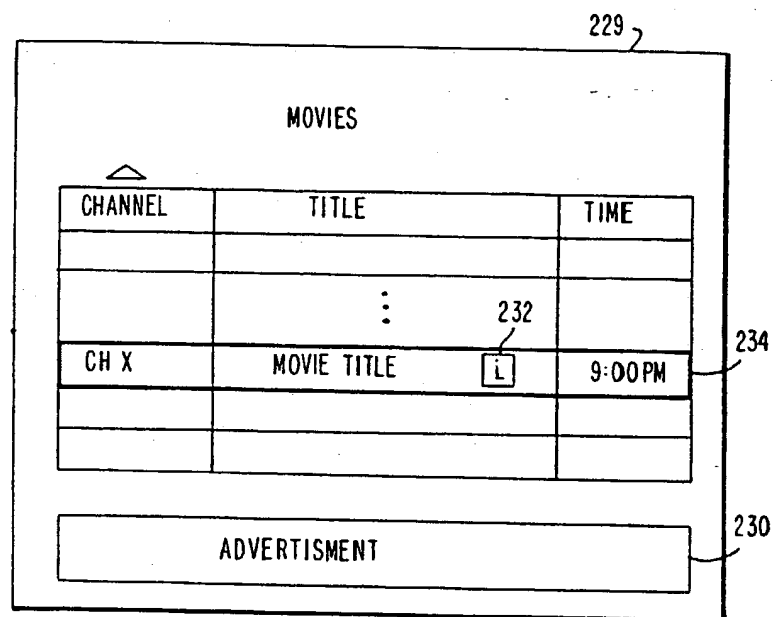 229
MOVIES
CHANNEL TITLE TIME
232
CH X MOVIE TITLE i 9:00PM
234
ADVERTISMENT
230